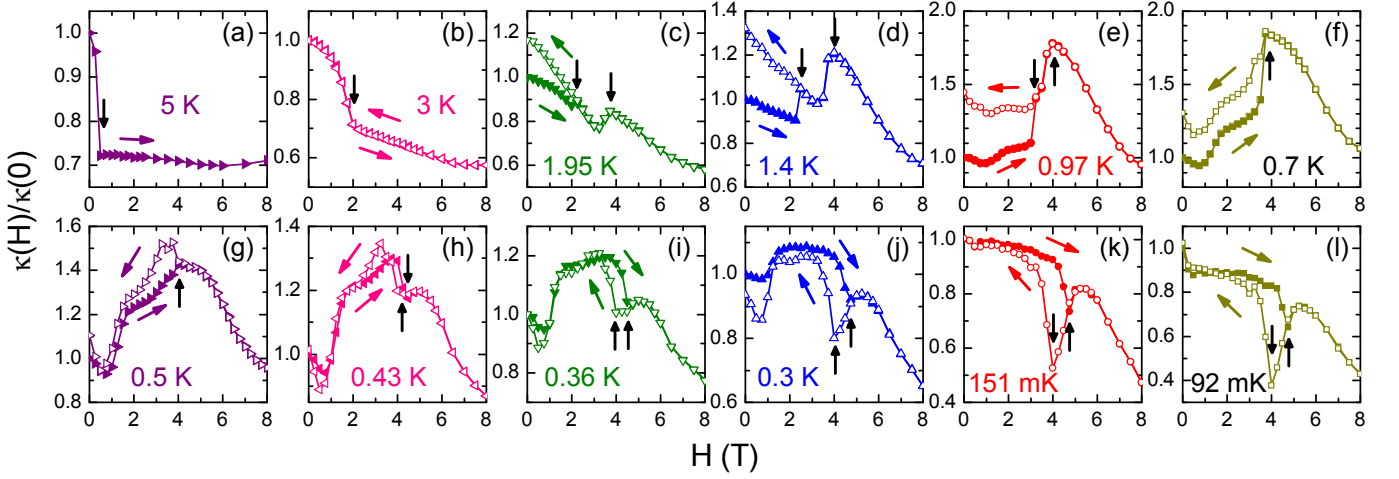 (a) (b) (c) (d) (e) (f)
5 K 3 K 1.95 K 1.4 K 0.97 K 0.7 K
1.0 1.0 1.2 1.2 2.0 2.0
0.9 0.8 1.0 1.0 1.5 1.5
0.8 0.6 0.8 0.8 1.0 1.0
0.7 0.6 0.6
0 2 4 6 8 0 2 4 6 8 0 2 4 6 8 0 2 4 6 8 0 2 4 6 8 0 2 4 6 8
κ(H)/κ(0)
(g) (h) (i) (j) (k) (l)
0.5 K 0.43 K 0.36 K 0.3 K 151 mK 92 mK
1.6 1.4 1.2 1.2 1.0 1.0
1.4 1.2 1.0 1.0 0.8 0.8
1.2 1.0 0.8 0.8 0.6 0.6
1.0 0.6 0.4 0.4
0.8
0 2 4 6 8 0 2 4 6 8 0 2 4 6 8 0 2 4 6 8 0 2 4 6 8 0 2 4 6 8
H (T)